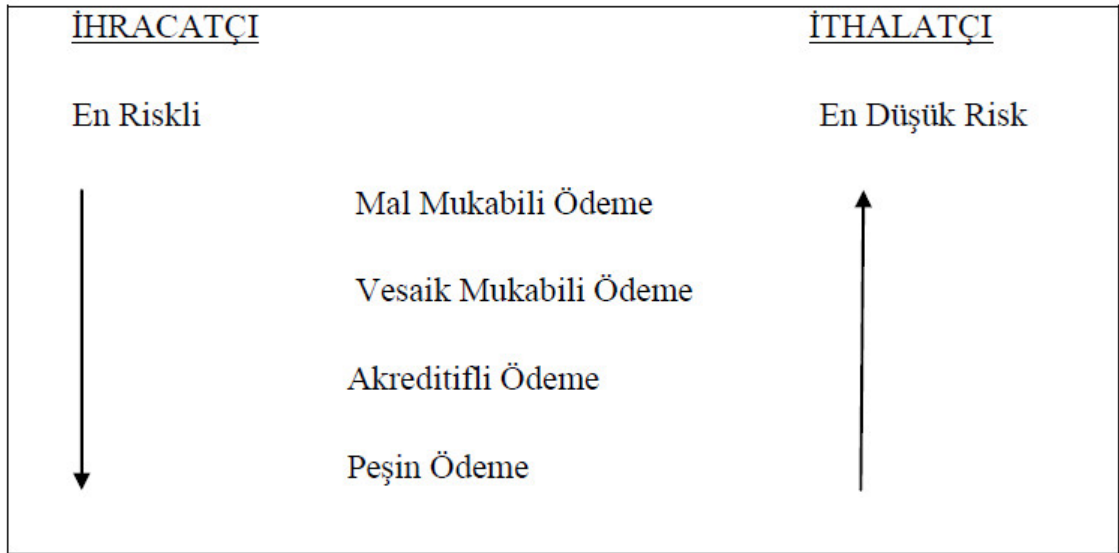 İHRACATÇI İTHALATÇI
En Riskli En Düşük Risk
Mal Mukabili Ödeme
Vesaik Mukabili Ödeme
Akreditifli Ödeme
Peşin Ödeme